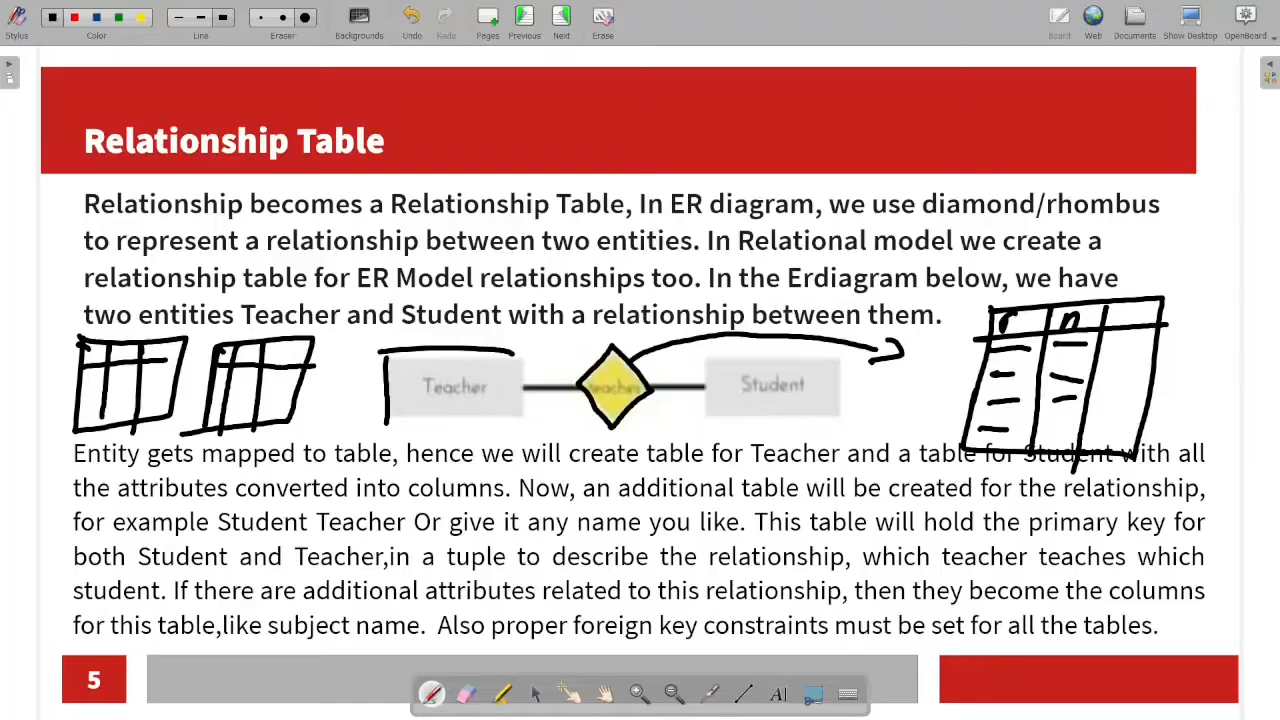 Stylus Color Line Eraser Backgrounds Undo Redo Pages Previous Next Erase Board Web Documents Show Desktop OpenBoard
Relationship Table
Relationship becomes a Relationship Table, In ER diagram, we use diamond/rhombus
to represent a relationship between two entities. In Relational model we create a
relationship table for ER Model relationships too. In the Erdiagram below, we have
two entities Teacher and Student with a relationship between them.
r n
Teacher teaches Student
Entity gets mapped to table, hence we will create table for Teacher and a table for Student with all
the attributes converted into columns. Now, an additional table will be created for the relationship,
for example Student Teacher Or give it any name you like. This table will hold the primary key for
both Student and Teacher,in a tuple to describe the relationship, which teacher teaches which
student. If there are additional attributes related to this relationship, then they become the columns
for this table,like subject name. Also proper foreign key constraints must be set for all the tables.
5
AI